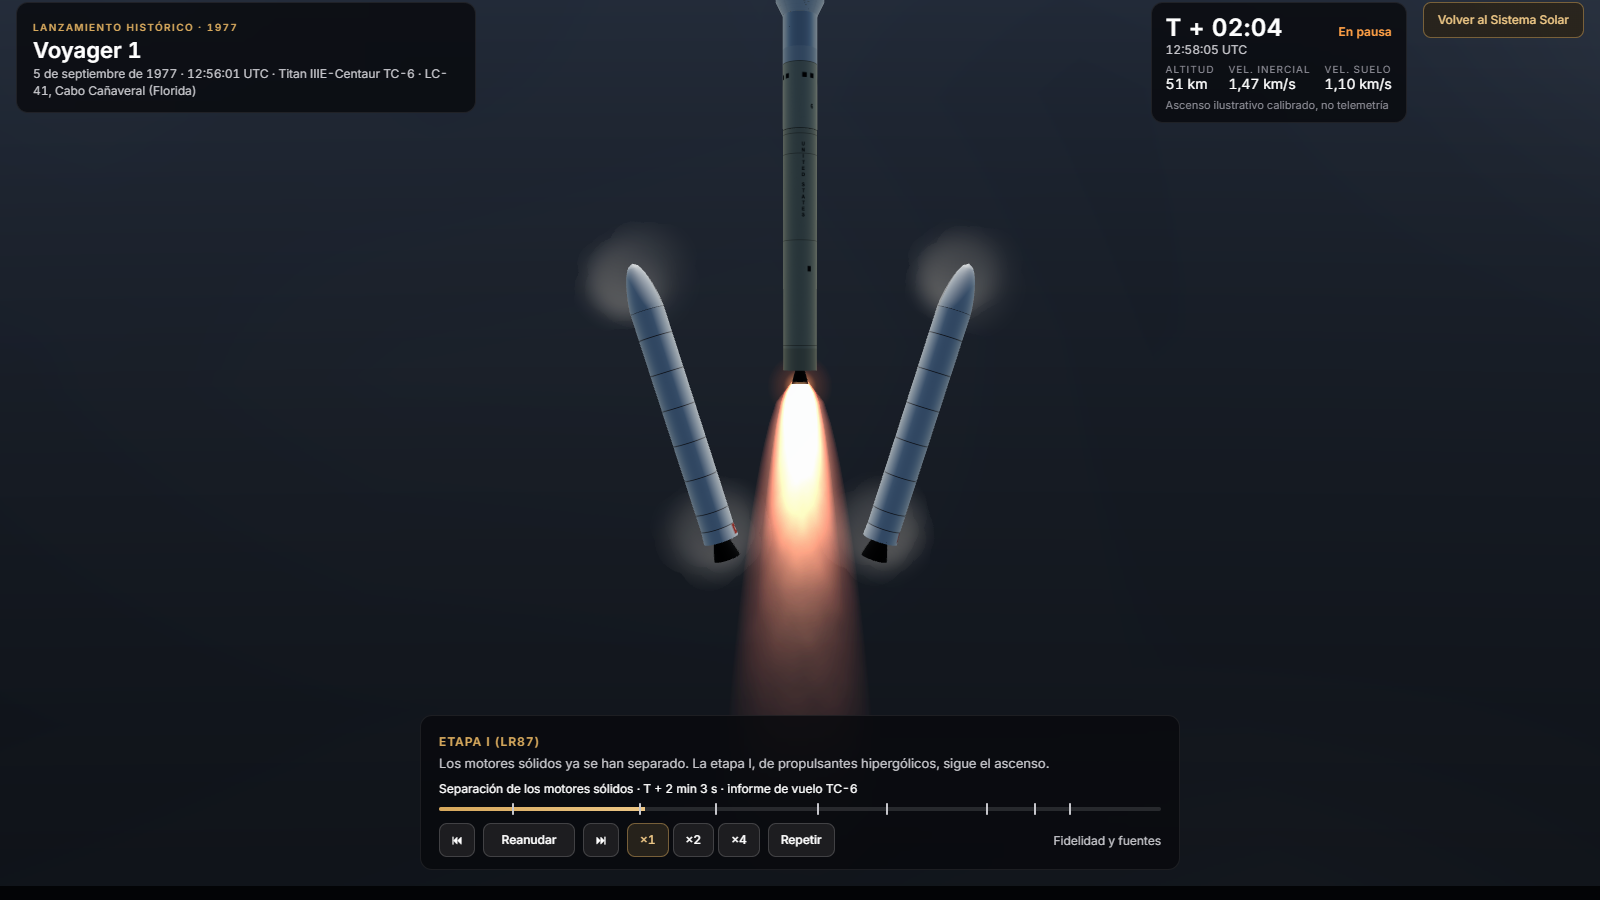 LANZAMIENTO HISTÓRICO · 1977
Voyager 1
5 de septiembre de 1977 · 12:56:01 UTC · Titan IIIE-Centaur TC-6 · LC-
41, Cabo Cañaveral (Florida)
T + 02:04
En pausa
12:58:05 UTC
ALTITUD VEL. INERCIAL VEL. SUELO
51 km 1,47 km/s 1,10 km/s
Ascenso ilustrativo calibrado, no telemetría
Volver al Sistema Solar
UNITED STATES
ETAPA I (LR87)
Los motores sólidos ya se han separado. La etapa I, de propulsantes hipergólicos, sigue el ascenso.
Separación de los motores sólidos · T + 2 min 3 s · informe de vuelo TC-6
Reanudar ×1 ×2 ×4 Repetir
Fidelidad y fuentes